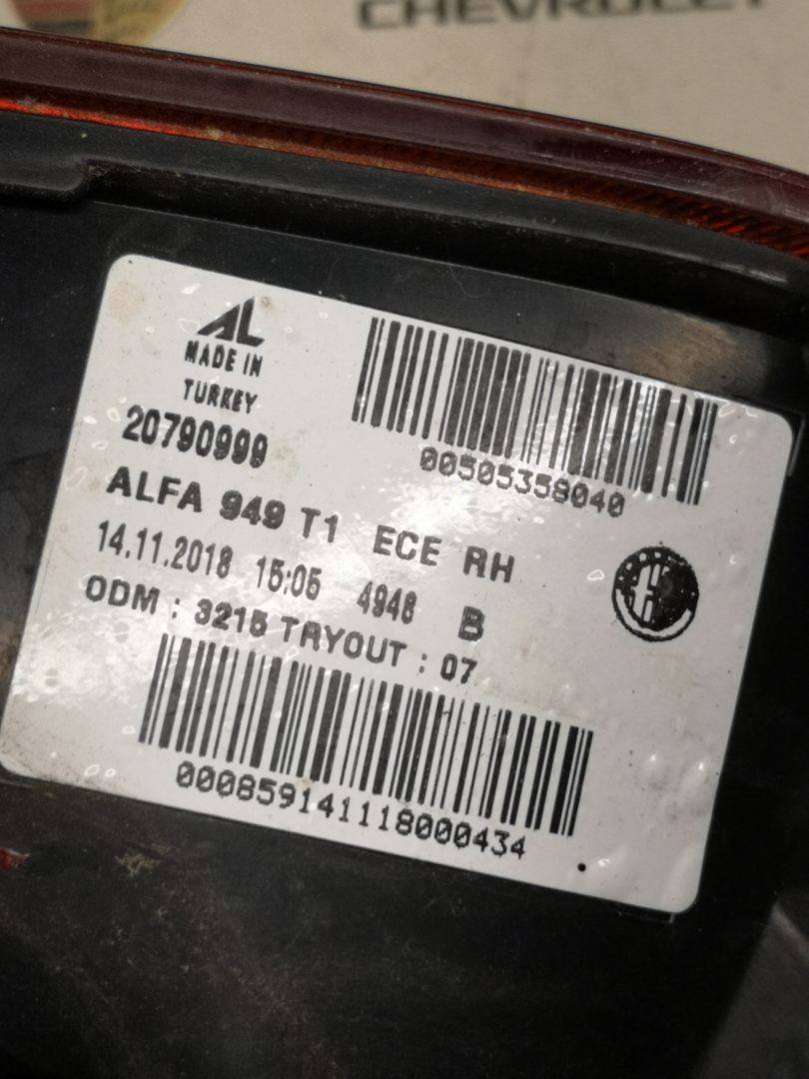 CHEVROLET
AL
MADE IN
TURKEY
20790999
00505358040
ALFA 949 T1 ECE RH
14.11.2018 15:05 4948 B
ODM : 3215 TRYOUT : 07
000859141118000434